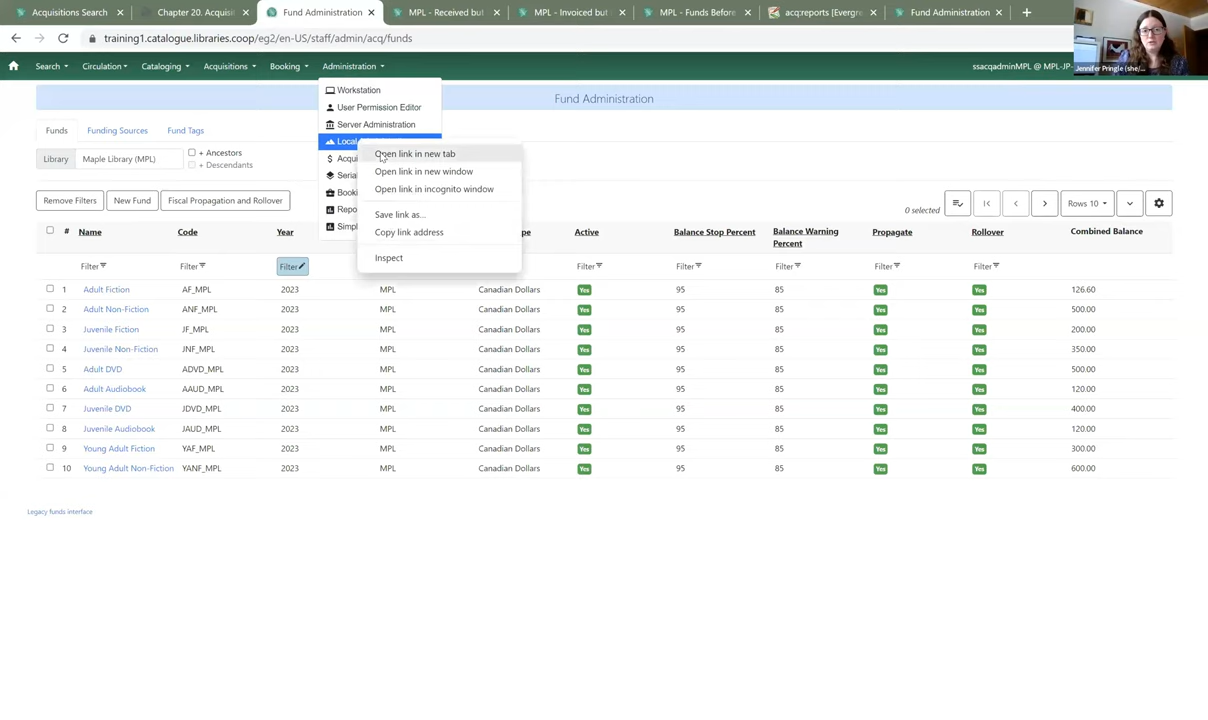 Acquisitions Search
Chapter 20. Acquisiti
Fund Administration
MPL - Received but
MPL - Invoiced but
MPL - Funds Before
acq:reports [Evergre
Fund Administration
training1.catalogue.libraries.coop/eg2/en-US/staff/admin/acq/funds
Jennifer Pringle (she/...
Search
Circulation
Cataloging
Acquisitions
Booking
Administration
ssacqadminMPL @ MPL-JP-
Workstation
User Permission Editor
Server Administration
Local
Acqui
Serial
Booki
Repo
Simpl
Open link in new tab
Open link in new window
Open link in incognito window
Save link as...
Copy link address
Inspect
Fund Administration
Funds Funding Sources Fund Tags
Library Maple Library (MPL) + Ancestors
+ Descendants
Remove Filters New Fund Fiscal Propagation and Rollover
0 selected Rows 10
# Name Code Year pe Active Balance Stop Percent Balance Warning Percent Propagate Rollover Combined Balance
Filter Filter Filter Filter Filter Filter Filter Filter
1 Adult Fiction AF_MPL 2023 MPL Canadian Dollars Yes 95 85 Yes Yes 126.60
2 Adult Non-Fiction ANF_MPL 2023 MPL Canadian Dollars Yes 95 85 Yes Yes 500.00
3 Juvenile Fiction JF_MPL 2023 MPL Canadian Dollars Yes 95 85 Yes Yes 200.00
4 Juvenile Non-Fiction JNF_MPL 2023 MPL Canadian Dollars Yes 95 85 Yes Yes 350.00
5 Adult DVD ADVD_MPL 2023 MPL Canadian Dollars Yes 95 85 Yes Yes 500.00
6 Adult Audiobook AAUD_MPL 2023 MPL Canadian Dollars Yes 95 85 Yes Yes 120.00
7 Juvenile DVD JDVD_MPL 2023 MPL Canadian Dollars Yes 95 85 Yes Yes 400.00
8 Juvenile Audiobook JAUD_MPL 2023 MPL Canadian Dollars Yes 95 85 Yes Yes 120.00
9 Young Adult Fiction YAF_MPL 2023 MPL Canadian Dollars Yes 95 85 Yes Yes 300.00
10 Young Adult Non-Fiction YANF_MPL 2023 MPL Canadian Dollars Yes 95 85 Yes Yes 600.00
Legacy funds interface